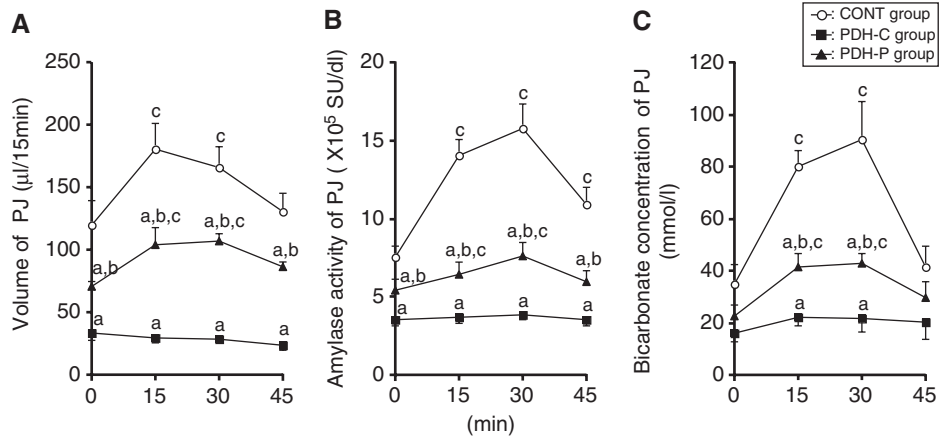 ○: CONT group
■: PDH-C group
▲: PDH-P group
A
Volume of PJ (μl/15min)
250
200
150
100
50
0
c
c
a,b
a,b,c
a,b,c
a,b
a
a
a
a
0
15
30
45
B
Amylase activity of PJ ( X10⁵ SU/dl)
20
15
10
5
0
c
c
c
a,b
a,b,c
a,b,c
a,b
a
a
a
a
0
15
30
45
(min)
C
Bicarbonate concentration of PJ
(mmol/l)
120
100
80
60
40
20
0
c
c
a,b,c
a,b,c
a
a
0
15
30
45